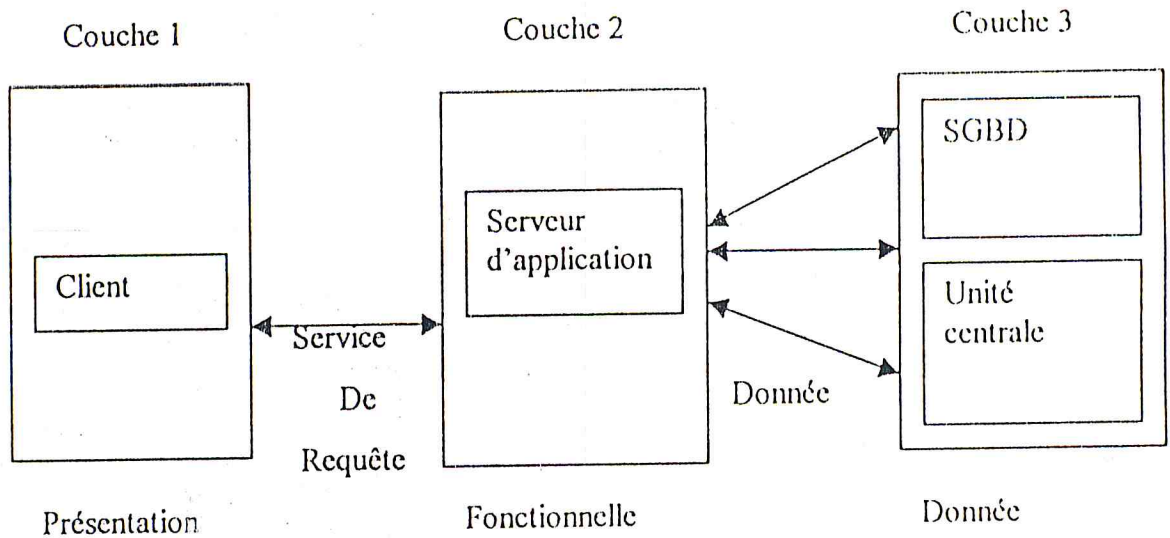 Couche 1
Couche 2
Couche 3
Client
Serveur
d'application
SGBD
Unité
centrale
Service
De
Requête
Donnée
Présentation
Fonctionnelle
Donnée